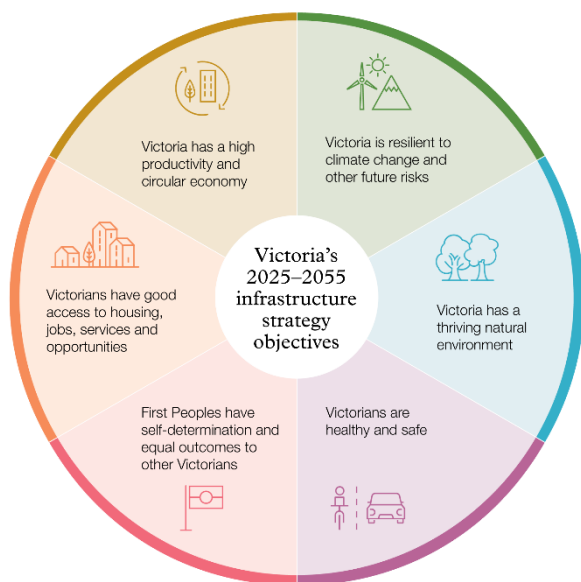 Victoria has a high
productivity and
circular economy
Victoria is resilient to
climate change and
other future risks
Victorians have good
access to housing,
jobs, services and
opportunities
Victoria's
2025–2055
infrastructure
strategy
objectives
Victoria has a
thriving natural
environment
First Peoples have
self-determination and
equal outcomes to
other Victorians
Victorians are
healthy and safe